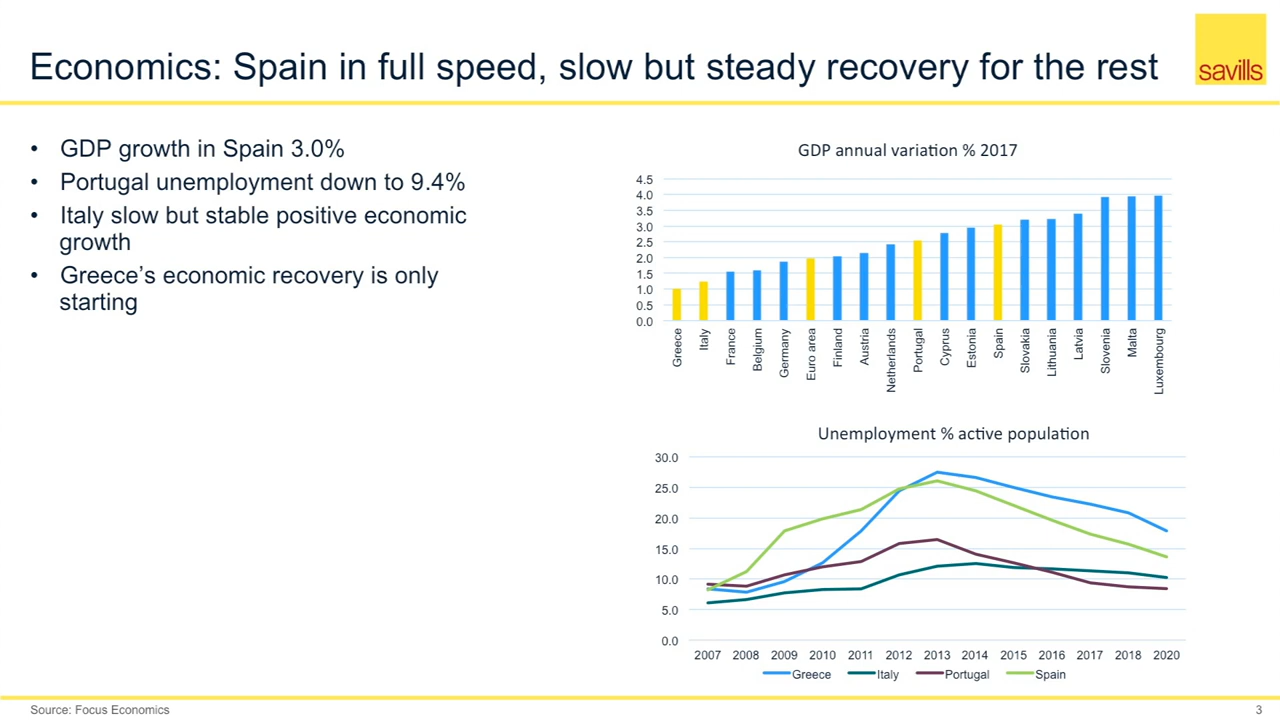 Economics: Spain in full speed, slow but steady recovery for the rest
savills
• GDP growth in Spain 3.0%
• Portugal unemployment down to 9.4%
• Italy slow but stable positive economic
growth
• Greece’s economic recovery is only
starting
GDP annual variation % 2017
4.5
4.0
3.5
3.0
2.5
2.0
1.5
1.0
0.5
0.0
Greece
Italy
France
Belgium
Germany
Euro area
Finland
Austria
Netherlands
Portugal
Cyprus
Estonia
Spain
Slovakia
Lithuania
Latvia
Slovenia
Malta
Luxembourg
Unemployment % active population
30.0
25.0
20.0
15.0
10.0
5.0
0.0
2007 2008 2009 2010 2011 2012 2013 2014 2015 2016 2017 2018 2020
Greece Italy Portugal Spain
Source: Focus Economics
3